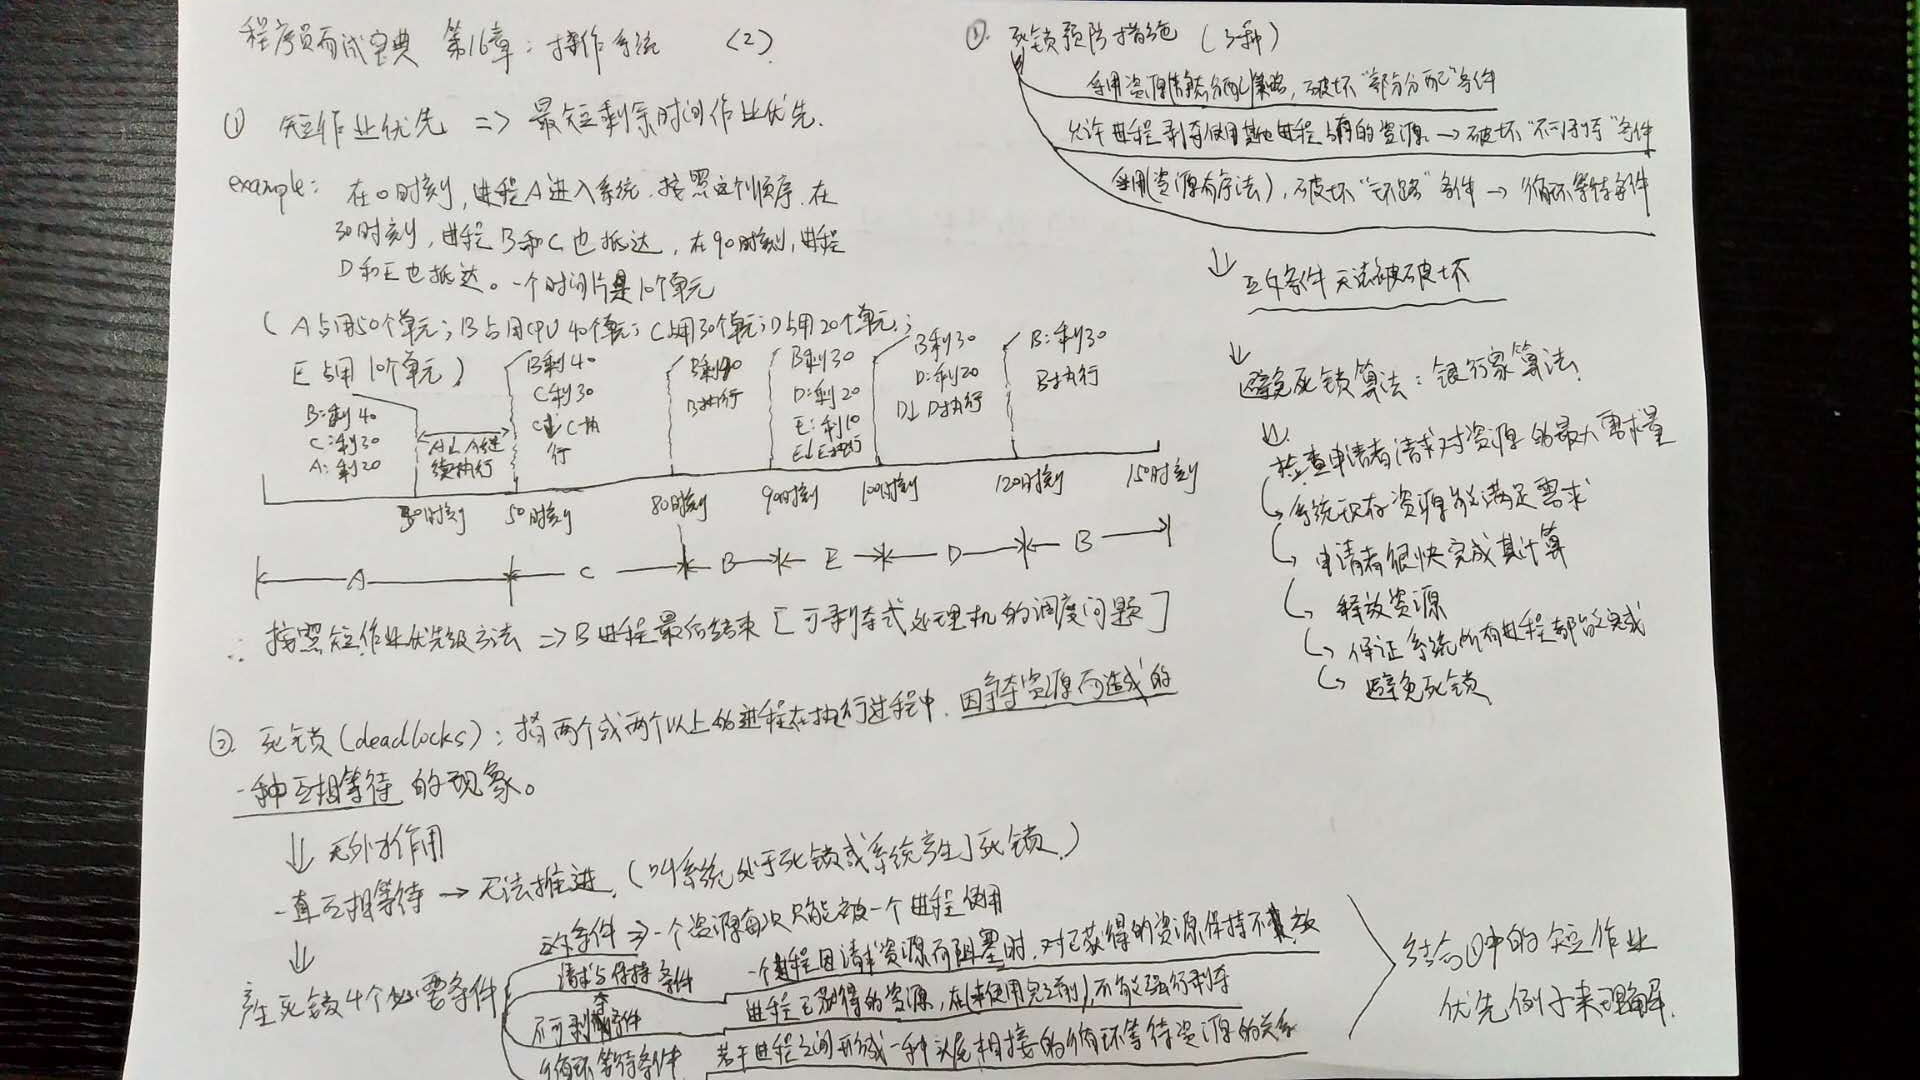 程序员面试宝典 第16章：操作系统 （2）
① 短作业优先 => 最短剩余时间作业优先.
example: 在0时刻,进程A进入系统.按照这个顺序.在
30时刻,进程B和C也抵达,在90时刻,进程
D和E也抵达。一个时间片是10个单元
（A占用50个单元；B占用CPU 40个单元；C占用30个单元；D占用20个单元；
E占用10个单元）
B:剩40
C:剩30
A:剩20
A↓ A继
续执行
B剩40
C剩30
C↓ C执
行
B剩40
B执行
B剩30
D:剩20
E:剩10
E↓E执行
B剩30
D:剩20
D↓ D执行
B:剩30
B执行
30时刻 50时刻 80时刻 90时刻 100时刻 120时刻 150时刻
A C B E D B
∴ 按照短作业优先级方法 => B进程最后结束 [可剥夺式处理机的调度问题]
② 死锁(deadlocks): 指两个或两个以上的进程在执行过程中.因争夺资源而造成的
一种互相等待的现象。
↓ 无外力作用
一直互相等待 → 无法推进.（叫系统处于死锁或系统产生了死锁.）
↓
产生死锁4个必要条件
互斥条件 => 一个资源每次只能被一个进程使用
请求与保持条件 一个进程因请求资源而阻塞时.对已获得的资源保持不放
不可剥夺条件 进程已获得的资源,在(未使用完之前),不能强行剥夺
循环等待条件 若干进程之间形成一种头尾相接的循环等待资源的关系
结合①中的短作业
优先例子来理解.
死锁预防措施（3种）
采用资源静态分配策略,破坏"部分分配"条件
允许进程剥夺使用其他进程占有的资源 → 破坏"不可剥夺"条件
采用(资源有序法),破坏"环路"条件 → 循环等待条件
↓ 互斥条件无法被破坏
↓
避免死锁算法：银行家算法.
↓
检查申请者请求对资源的最大需求量
系统现存资源能满足需求
申请者很快完成其计算
释放资源
保证系统所有进程都能完成
避免死锁